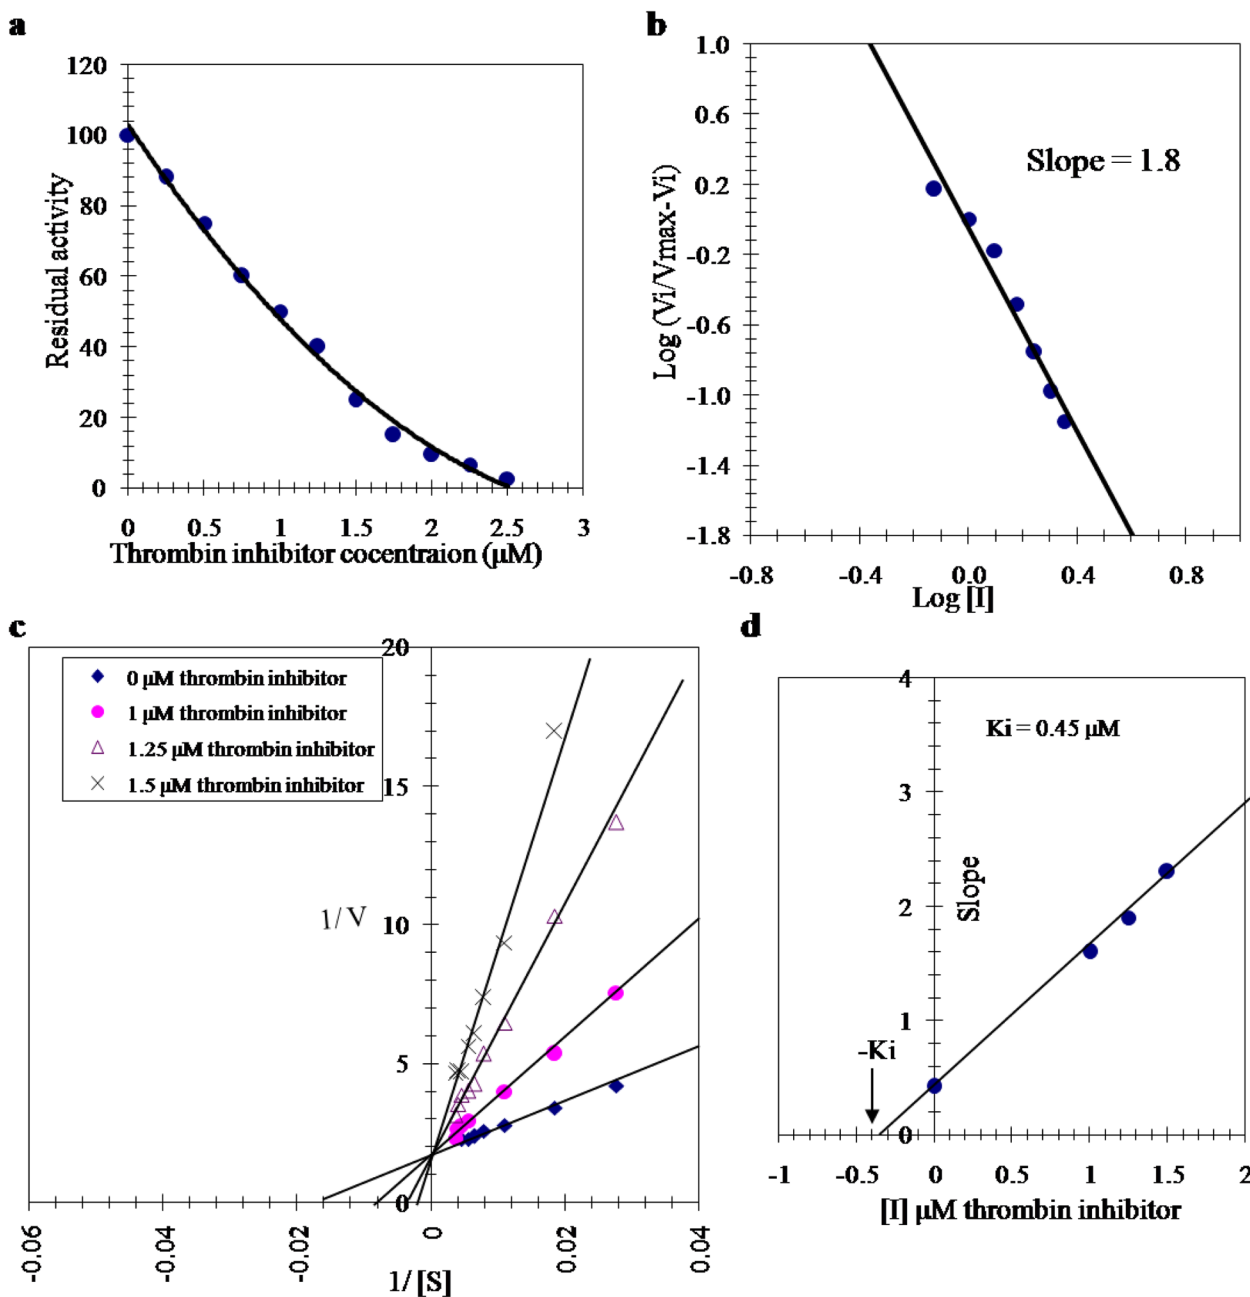 a
120
100
80
60
40
20
0
Residual activity
0 0.5 1 1.5 2 2.5 3
Thrombin inhibitor cocentraion (μM)
b
1.0
0.6
0.2
-0.2
-0.6
-1.0
-1.4
-1.8
Log (Vi/Vmax-Vi)
Slope = 1.8
-0.8 -0.4 0.0 0.4 0.8
Log [I]
c
0 μM thrombin inhibitor
1 μM thrombin inhibitor
1.25 μM thrombin inhibitor
1.5 μM thrombin inhibitor
20
15
10
5
0
1/ V
-0.06 -0.04 -0.02 0 0.02 0.04
1/ [S]
d
4
3
2
1
0
Ki = 0.45 μM
Slope
-Ki
-1 -0.5 0 0.5 1 1.5 2
[I] μM thrombin inhibitor